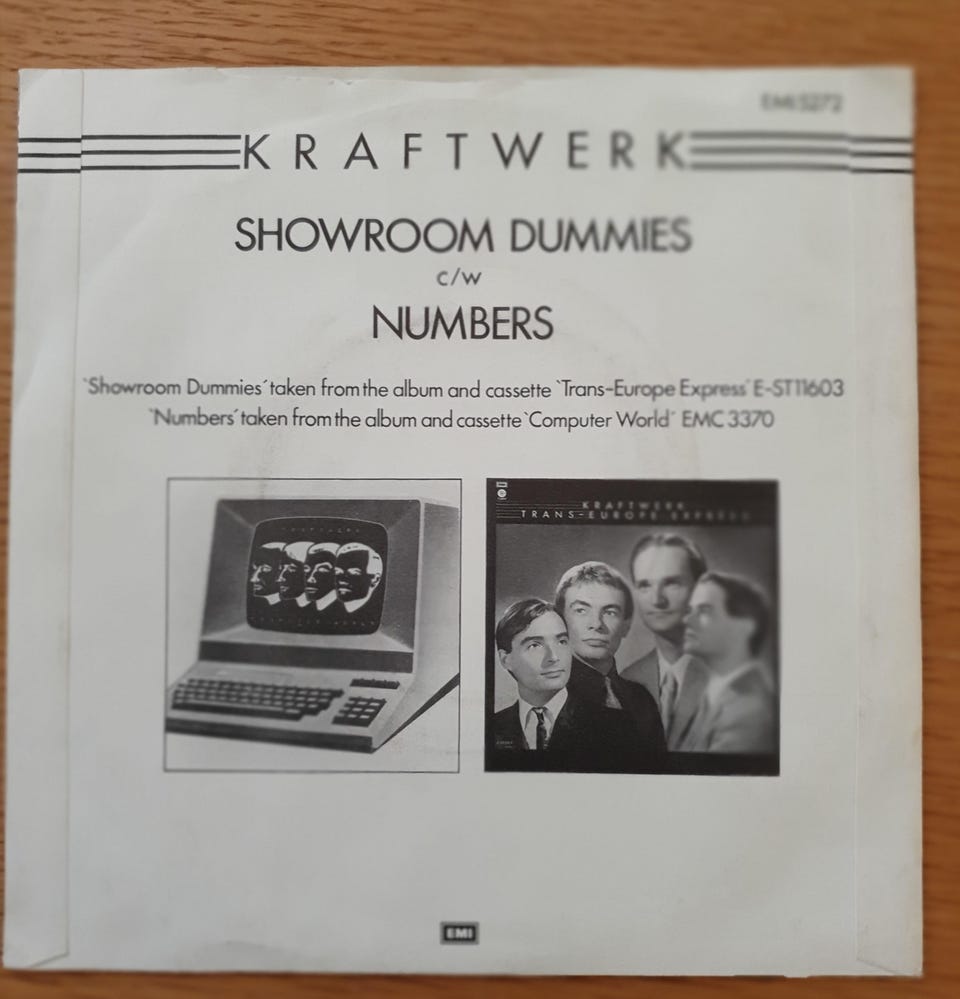 EMI 5272
KRAFTWERK
SHOWROOM DUMMIES
c/w
NUMBERS
`Showroom Dummies´ taken from the album and cassette `Trans-Europe Express´ E-ST11603
`Numbers´ taken from the album and cassette `Computer World´ EMC 3370
KRAFTWERK
TRANS-EUROPE EXPRESS
EMI